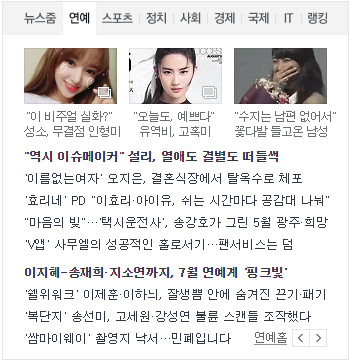 뉴스홈 연예 스포츠 정치 사회 경제 국제 IT 랭킹
"이 비주얼 실화?"
성소, 무결점 인형미
"오늘도, 예쁘다"
유역비, 고혹미
"수지는 남편 없어서"
꽃다발 들고온 남성
"역시 이슈메이커" 설리, 열애도 결별도 떠들썩
'이름없는여자' 오지은, 결혼식장에서 탈옥수로 체포
'효리네' PD "이효리·아이유, 쉬는 시간마다 공감대 나눠"
"마음의 빚"…'택시운전사', 송강호가 그린 5월 광주·희망
'V앱' 사무엘의 성공적인 홀로서기…팬서비스는 덤
이지혜-송재희·지소연까지, 7월 연예계 '핑크빛'
'쉘위워크' 이제훈·이하늬, 잘생쁨 안에 숨겨진 끈기·패기
'복단지' 송선미, 고세원·강성연 불륜 스캔들 조작했다
'쌈마이웨이' 촬영지 낙서…민폐입니다
연예홈 < >